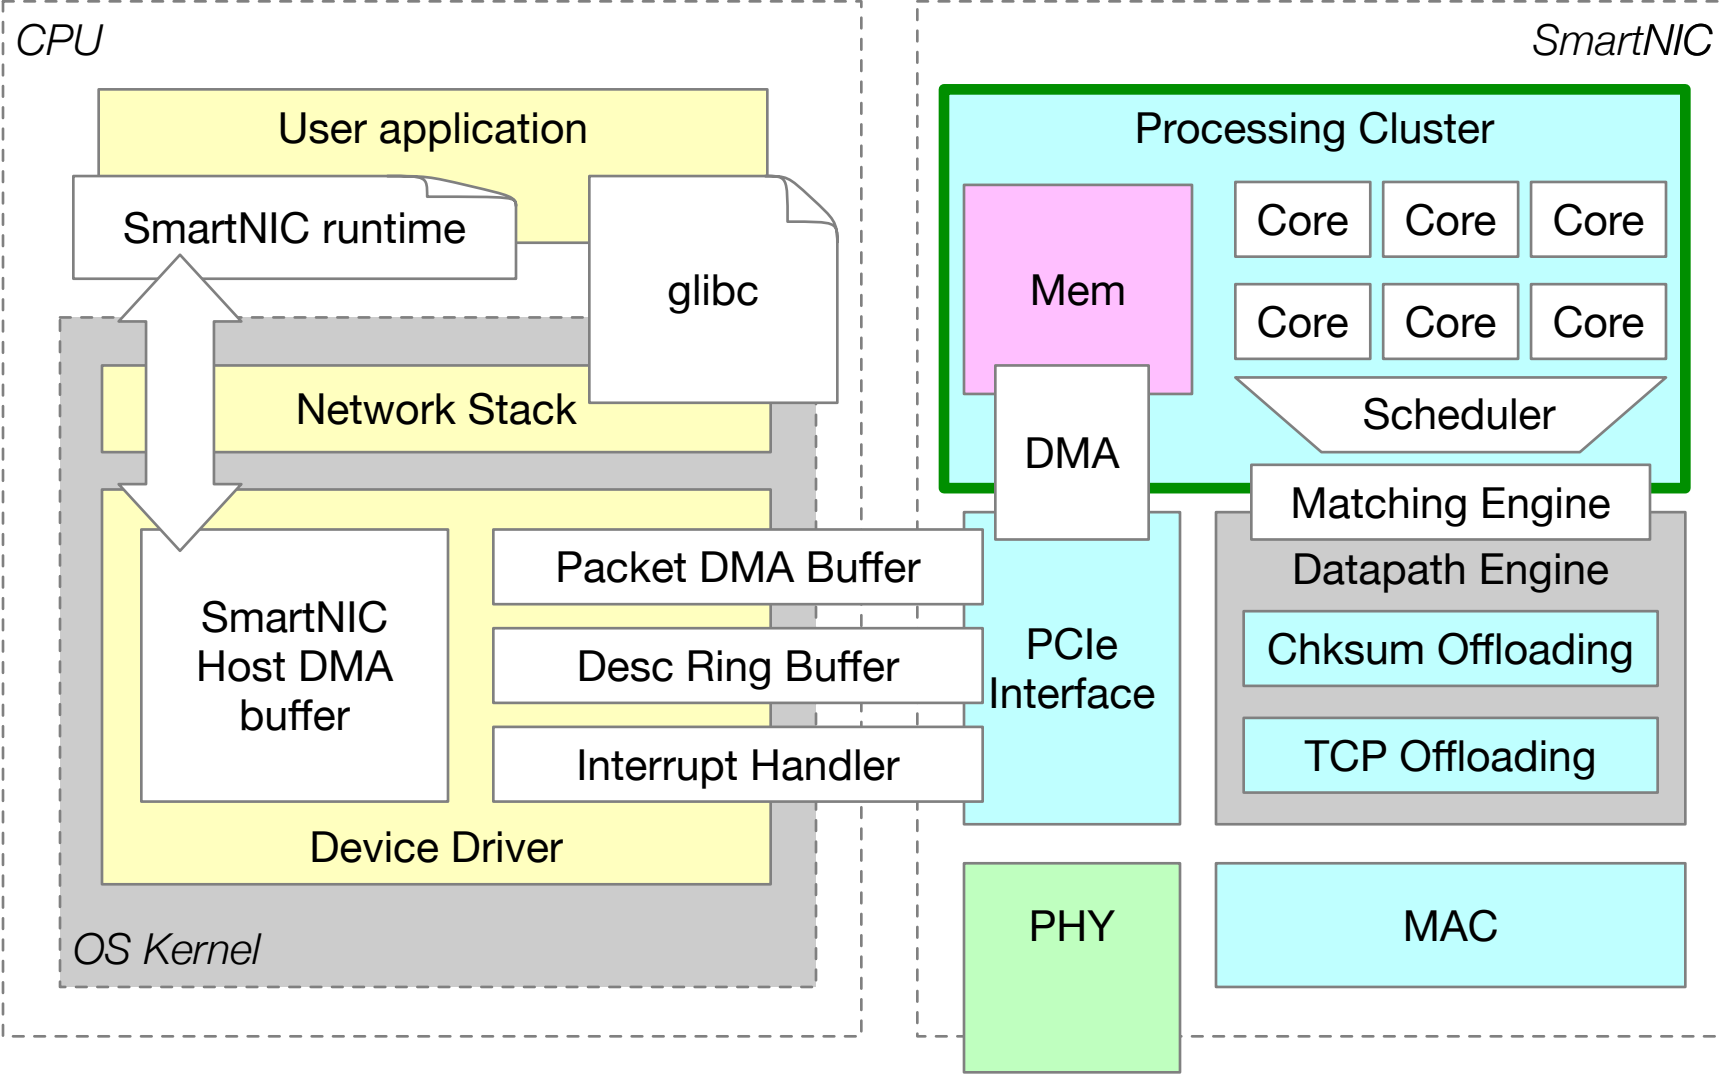 CPU
User application
SmartNIC runtime
glibc
Network Stack
SmartNIC
Host DMA
buffer
Packet DMA Buffer
Desc Ring Buffer
Interrupt Handler
Device Driver
OS Kernel
SmartNIC
Processing Cluster
Mem
Core
Core
Core
Core
Core
Core
Scheduler
DMA
Matching Engine
Datapath Engine
PCIe
Interface
Chksum Offloading
TCP Offloading
PHY
MAC